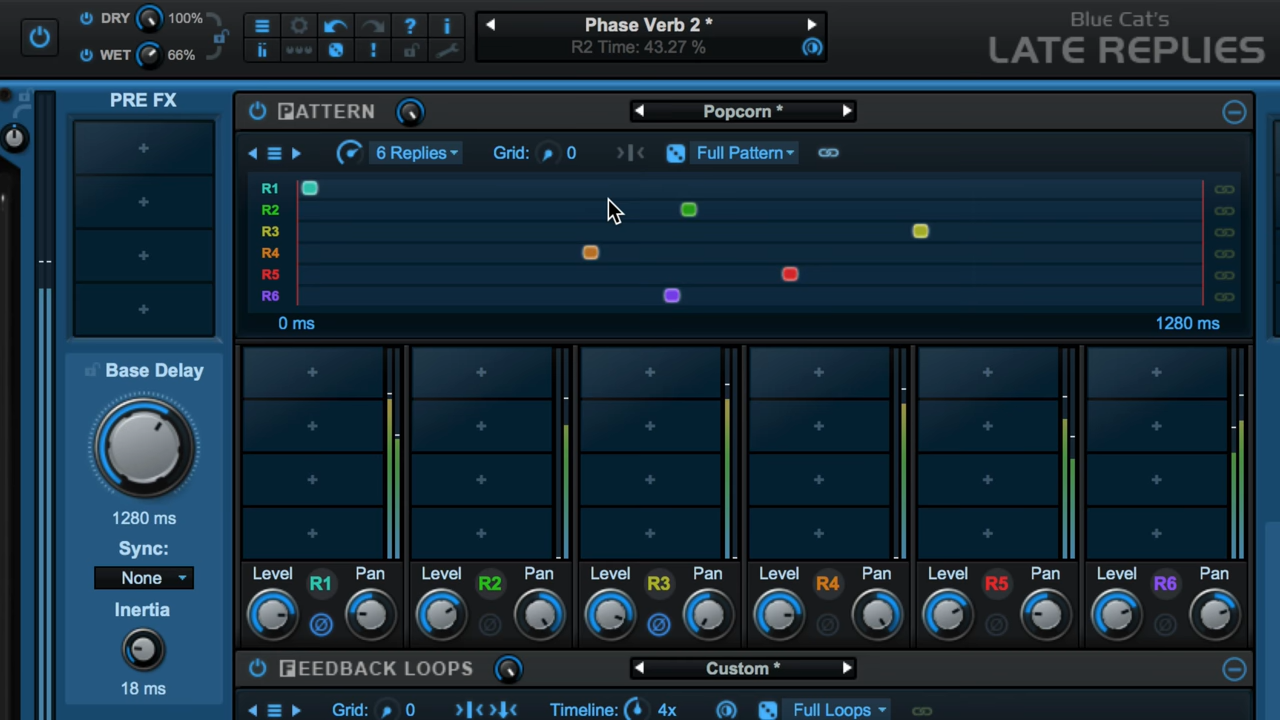 DRY 100%
WET 66%
Phase Verb 2 *
R2 Time: 43.27 %
Blue Cat's
LATE REPLIES
PRE FX
PATTERN
Popcorn *
6 Replies
Grid: 0
Full Pattern
R1
R2
R3
R4
R5
R6
0 ms
1280 ms
Base Delay
1280 ms
Sync:
None
Inertia
18 ms
Level R1 Pan
Level R2 Pan
Level R3 Pan
Level R4 Pan
Level R5 Pan
Level R6 Pan
FEEDBACK LOOPS
Custom *
Grid: 0
Timeline: 4x
Full Loops